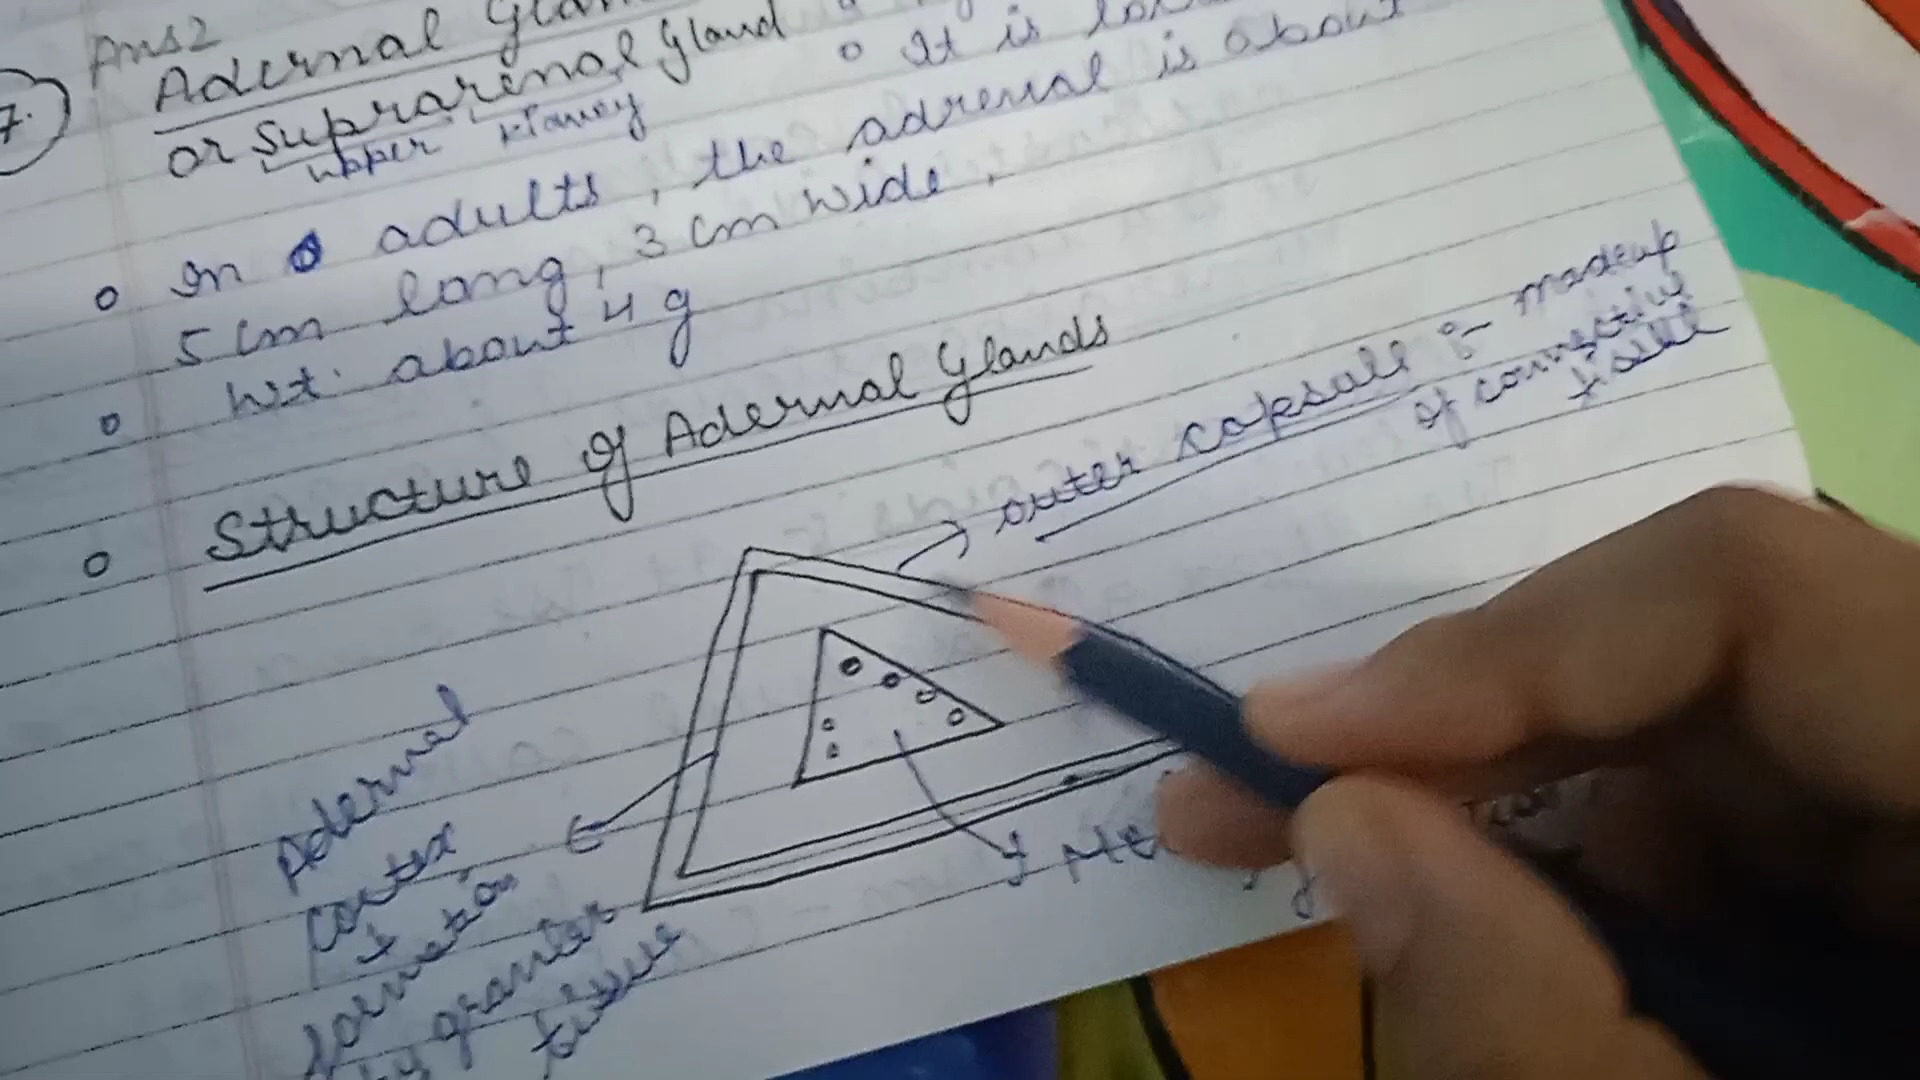 Ans2
7.
Adernal
or Suprarenal Gland
upper kidney
o It is
o In adults, the adrenal is about
5 cm long, 3 cm wide.
o wt. about 4 g
o Structure of Adernal Glands
outer capsule :- madeup
of connective
tissue
Adernal
cortex
formation
by granular
tissue